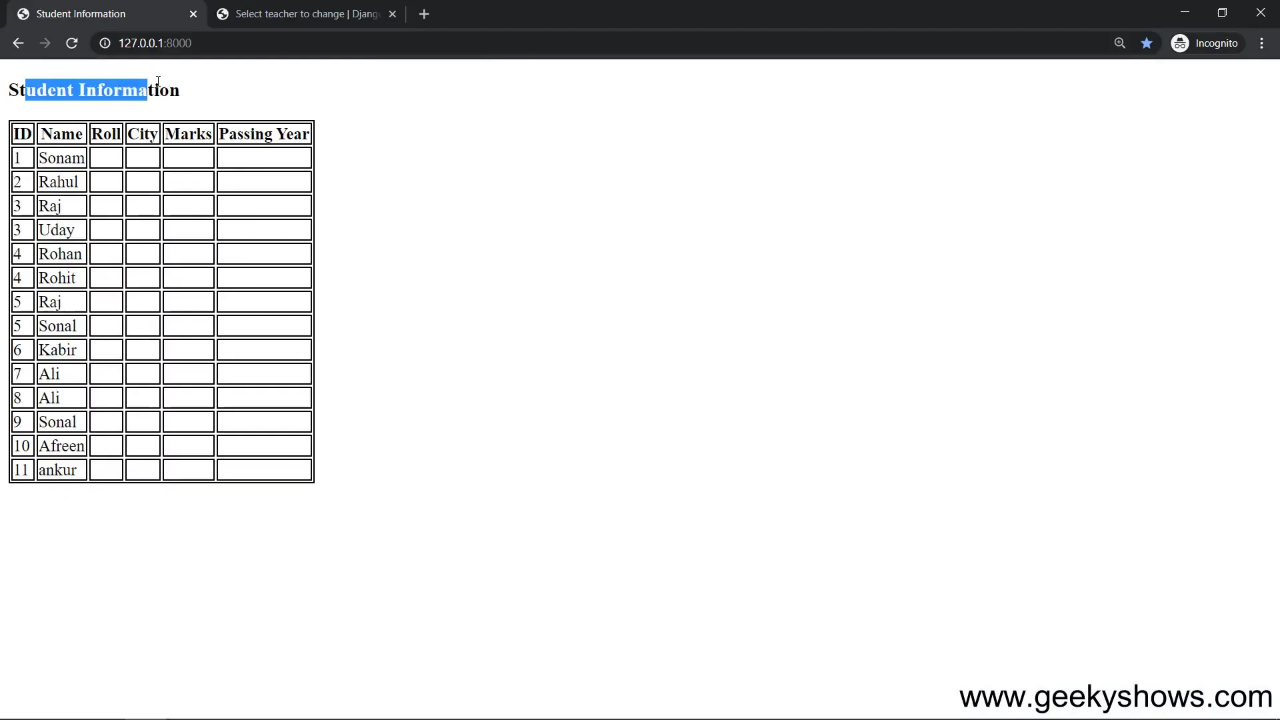 Student Information
Select teacher to change | Djang
127.0.0.1:8000
Incognito
Student Information
ID Name Roll City Marks Passing Year
1 Sonam
2 Rahul
3 Raj
3 Uday
4 Rohan
4 Rohit
5 Raj
5 Sonal
6 Kabir
7 Ali
8 Ali
9 Sonal
10 Afreen
11 ankur
www.geekyshows.com